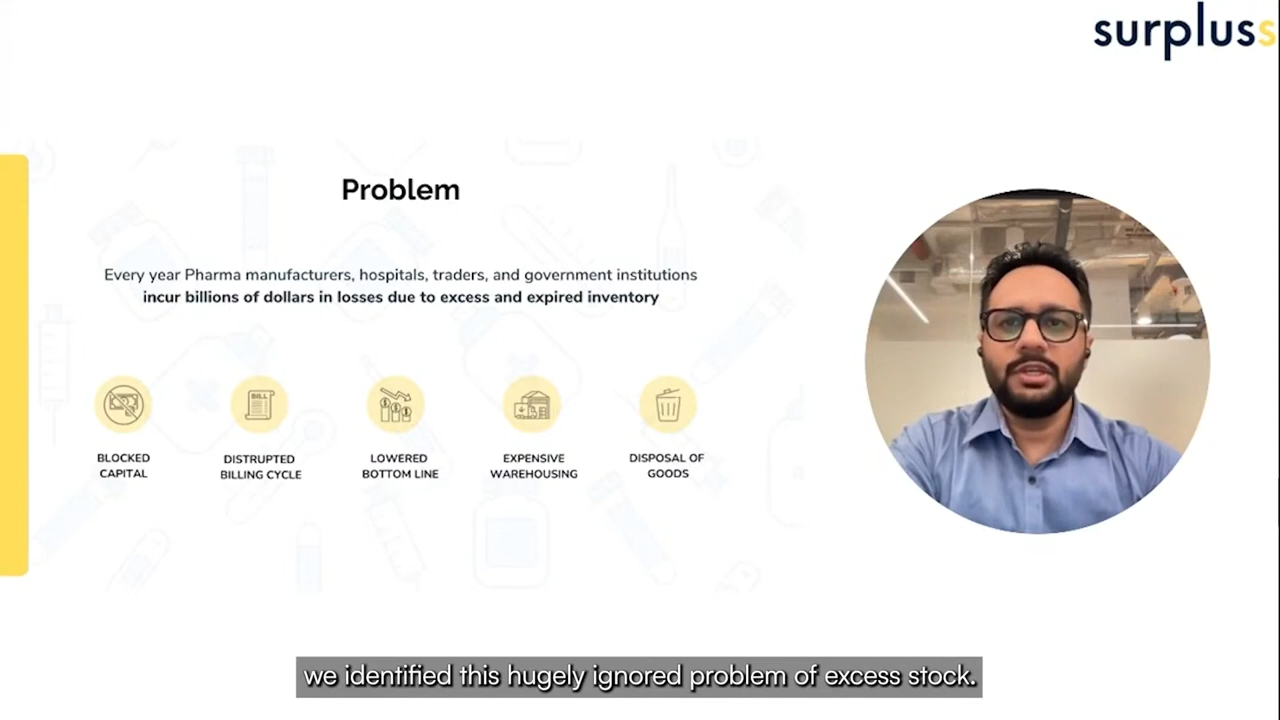 surpluss
Problem
Every year Pharma manufacturers, hospitals, traders, and government institutions
incur billions of dollars in losses due to excess and expired inventory
BILL
BLOCKED
CAPITAL
DISTRUPTED
BILLING CYCLE
LOWERED
BOTTOM LINE
EXPENSIVE
WAREHOUSING
DISPOSAL OF
GOODS
we identified this hugely ignored problem of excess stock.